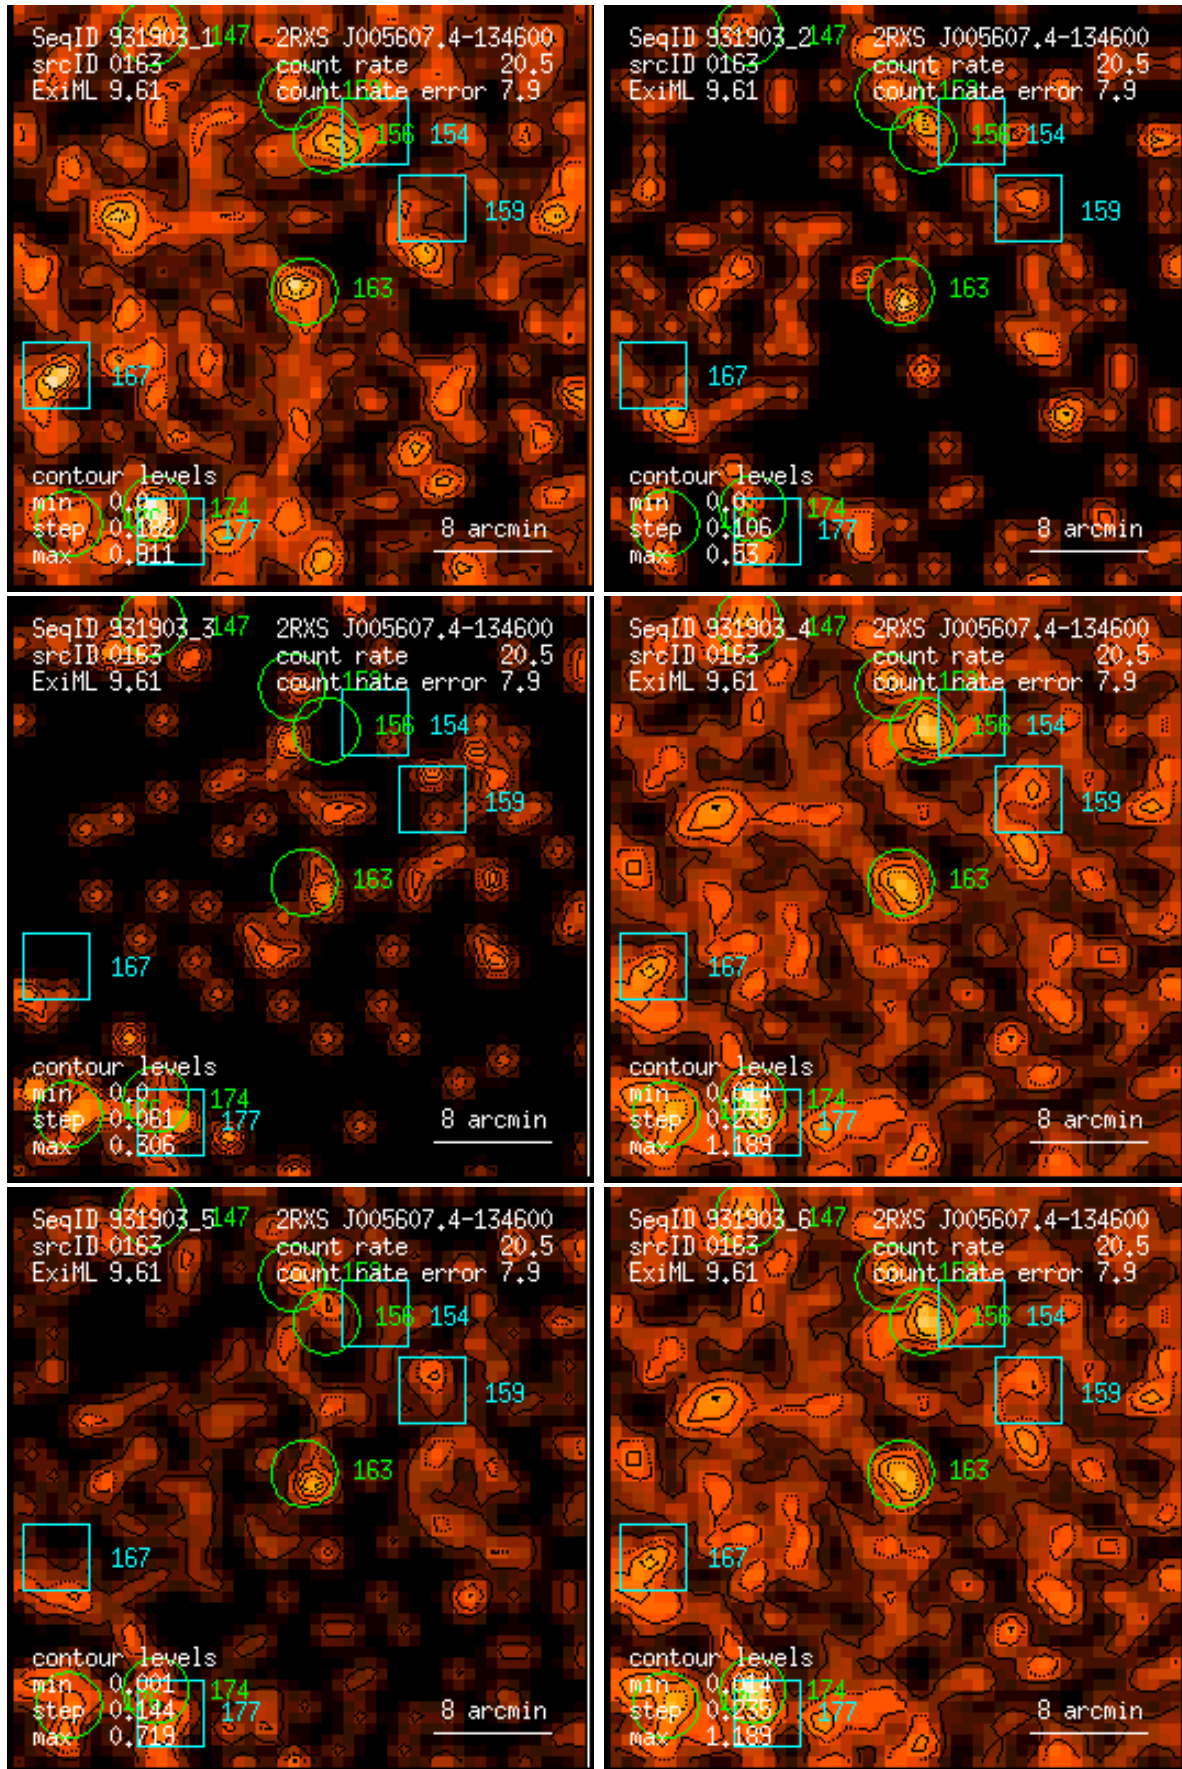 SeqID 931903_1 147 2RXS J005607.4-134600
srcID 0163 count rate 20.5
ExiML 9.61 count rate error 7.9
156 154
159
163
167
contour levels
min 0.0
174
step 0.182 177
max 0.911
8 arcmin
SeqID 931903_2 147 2RXS J005607.4-134600
srcID 0163 count rate 20.5
ExiML 9.61 count rate error 7.9
156 154
159
163
167
contour levels
min 0.0
174
step 0.106 177
max 0.53
8 arcmin
SeqID 931903_3 147 2RXS J005607.4-134600
srcID 0163 count rate 20.5
ExiML 9.61 count rate error 7.9
156 154
159
163
167
contour levels
min 0.0
174
step 0.061 177
max 0.306
8 arcmin
SeqID 931903_4 147 2RXS J005607.4-134600
srcID 0163 count rate 20.5
ExiML 9.61 count rate error 7.9
156 154
159
163
167
contour levels
min 0.014
174
step 0.235 177
max 1.189
8 arcmin
SeqID 931903_5 147 2RXS J005607.4-134600
srcID 0163 count rate 20.5
ExiML 9.61 count rate error 7.9
156 154
159
163
167
contour levels
min 0.001
174
step 0.144 177
max 0.719
8 arcmin
SeqID 931903_6 147 2RXS J005607.4-134600
srcID 0163 count rate 20.5
ExiML 9.61 count rate error 7.9
156 154
159
163
167
contour levels
min 0.014
174
step 0.235 177
max 1.189
8 arcmin